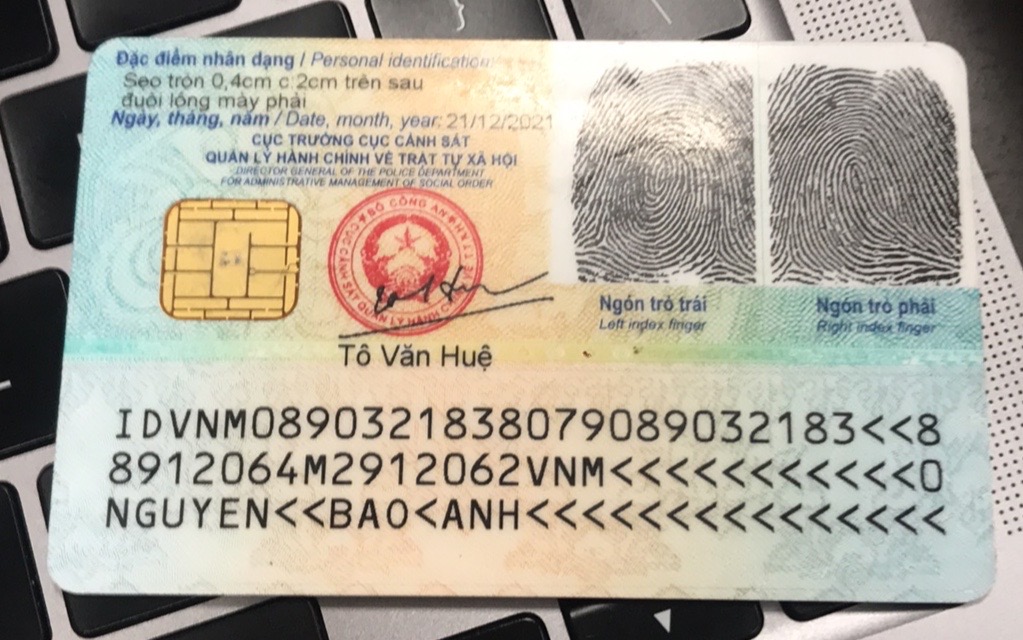 Đặc điểm nhân dạng / Personal identification:
Sẹo tròn 0,4cm c:2cm trên sau
đuôi lông mày phải
Ngày, tháng, năm / Date, month, year: 21/12/2021
CỤC TRƯỞNG CỤC CẢNH SÁT
QUẢN LÝ HÀNH CHÍNH VỀ TRẬT TỰ XÃ HỘI
DIRECTOR GENERAL OF THE POLICE DEPARTMENT
FOR ADMINISTRATIVE MANAGEMENT OF SOCIAL ORDER
BỘ CÔNG AN
Ngón trỏ trái
Left index finger
Ngón trỏ phải
Right index finger
Tô Văn Huệ
IDVNM0890321838079089032183<<8
8912064M2912062VNM<<<<<<<<<<<0
NGUYEN<<BAO<ANH<<<<<<<<<<<<<<<